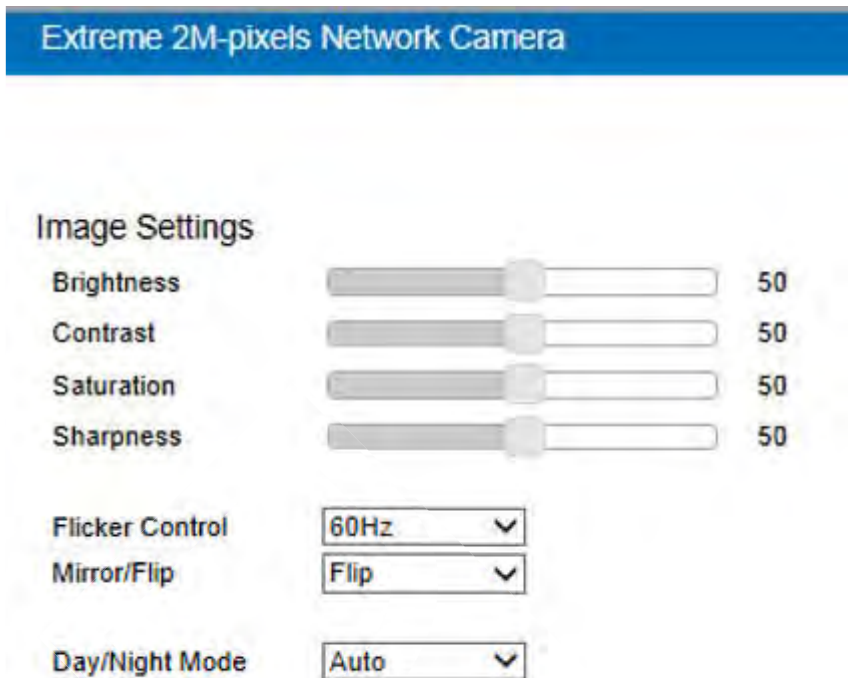 Extreme 2M-pixels Network Camera
Image Settings
Brightness 50
Contrast 50
Saturation 50
Sharpness 50
Flicker Control 60Hz
Mirror/Flip Flip
Day/Night Mode Auto